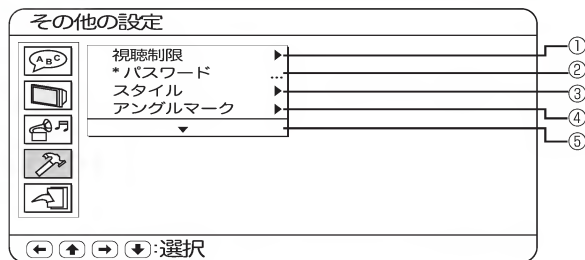 その他の設定
ABC
視聴制限 ▶ ①
*パスワード ... ②
スタイル ▶ ③
アングルマーク ▶ ④
▼ ⑤
←↑→↓:選択